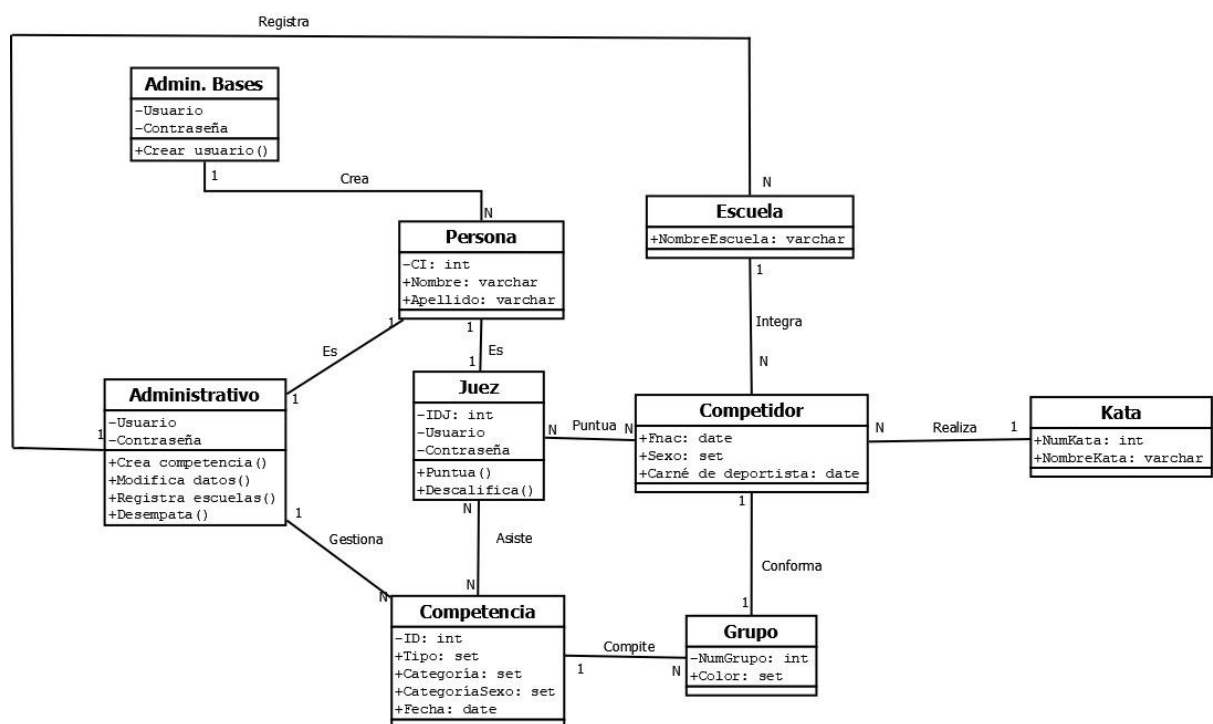 Registra
Admin. Bases
-Usuario
-Contraseña
+Crear usuario()
1
Crea
N
N
Escuela
+NombreEscuela: varchar
1
Persona
-CI: int
+Nombre: varchar
+Apellido: varchar
1
1
Integra
Es
Es
N
1
1
Administrativo
-Usuario
-Contraseña
1
+Crea competencia()
+Modifica datos()
+Registra escuelas()
+Desempata()
1
Juez
-IDJ: int
-Usuario
-Contraseña
+Puntua()
+Descalifica()
N
N
Puntua
N
Competidor
+Fnac: date
+Sexo: set
+Carné de deportista: date
N
Realiza
1
1
Kata
+NumKata: int
+NombreKata: varchar
Gestiona
Asiste
Conforma
N
N
1
Competencia
-ID: int
+Tipo: set
+Categoría: set
+CategoríaSexo: set
+Fecha: date
1
Compite
N
Grupo
-NumGrupo: int
+Color: set